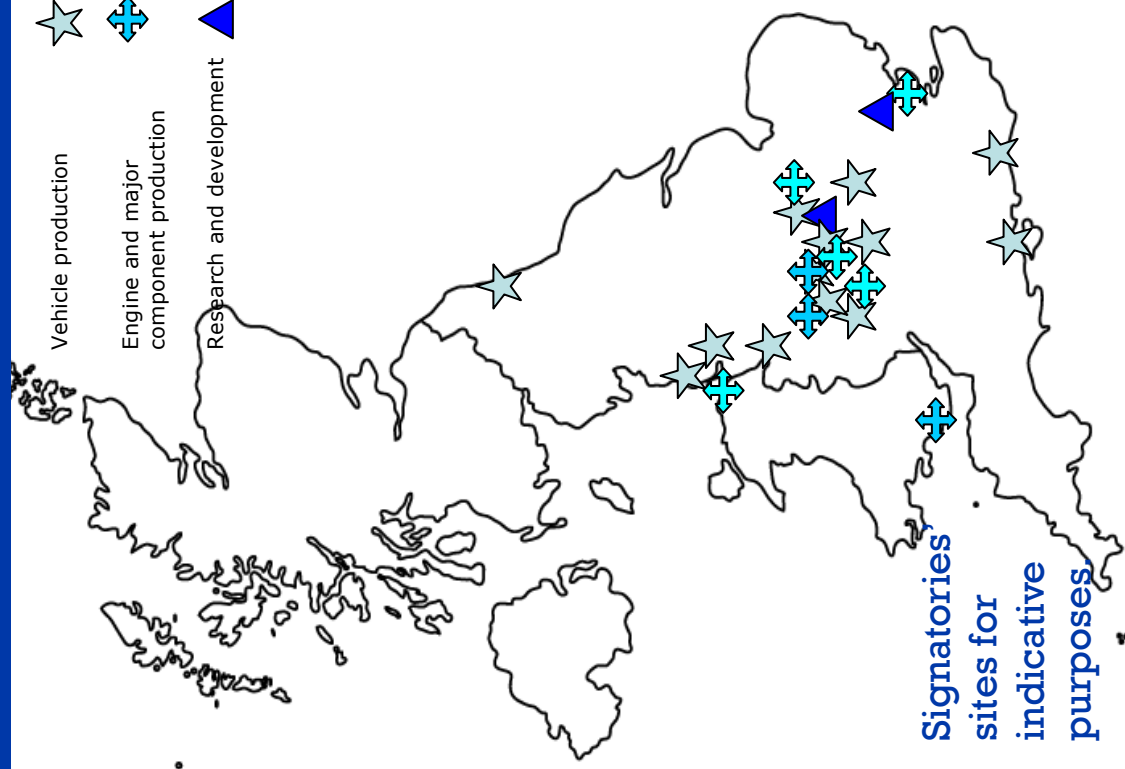 Vehicle production
Engine and major
component production
Research and development
Signatories’
sites for
indicative
purposes.